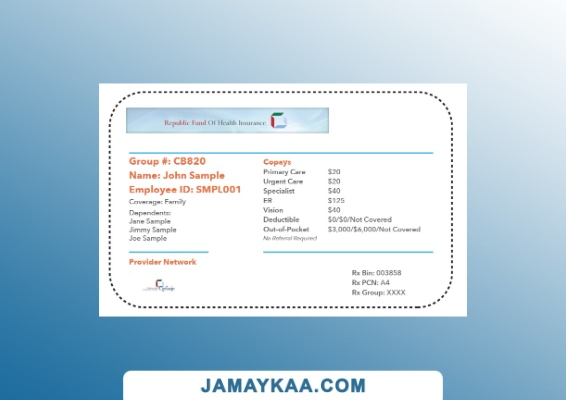 Republic Fund Of Health Insurance
Group #: CB820
Name: John Sample
Employee ID: SMPL001
Coverage: Family
Dependents:
Jane Sample
Jimmy Sample
Joe Sample
Provider Network
Copays
Primary Care $20
Urgent Care $20
Specialist $40
ER $125
Vision $40
Deductible $0/$0/Not Covered
Out-of-Pocket $3,000/$6,000/Not Covered
No Referral Required
Rx Bin: 003858
Rx PCN: A4
Rx Group: XXXX
JAMAYKAA.COM